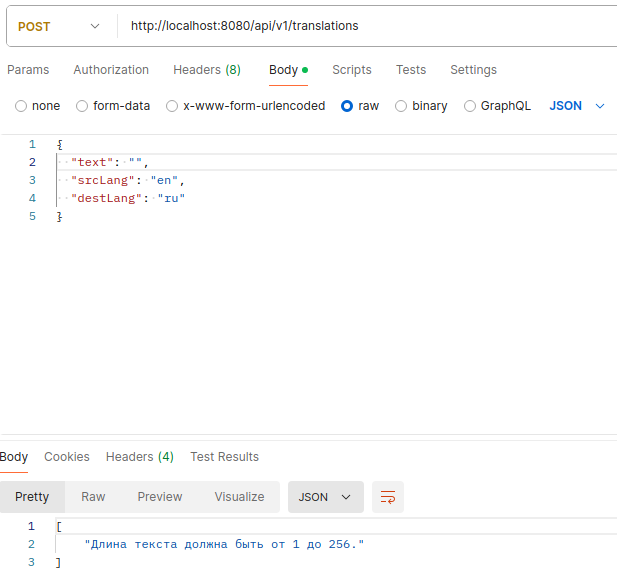 POST http://localhost:8080/api/v1/translations
Params Authorization Headers (8) Body Scripts Tests Settings
none form-data x-www-form-urlencoded raw binary GraphQL JSON
1 {
2 "text": "",
3 "srcLang": "en",
4 "destLang": "ru"
5 }
Body Cookies Headers (4) Test Results
Pretty Raw Preview Visualize JSON
1 [
2 "Длина текста должна быть от 1 до 256."
3 ]